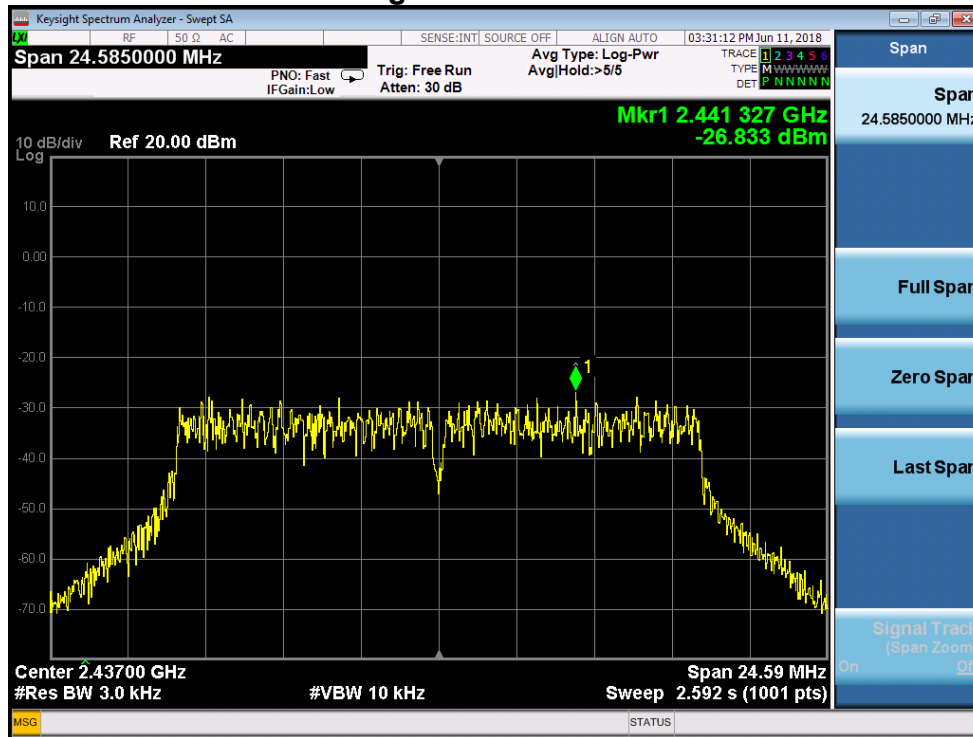 Keysight Spectrum Analyzer - Swept SA
LXI RF 50 Ω AC SENSE:INT SOURCE OFF ALIGN AUTO 03:31:12 PM Jun 11, 2018
Span 24.5850000 MHz
PNO: Fast
IFGain:Low
Trig: Free Run
Atten: 30 dB
Avg Type: Log-Pwr
Avg|Hold:>5/5
TRACE 1 2 3 4 5 6
TYPE M WWWWW
DET P N N N N N
Mkr1 2.441 327 GHz
-26.833 dBm
10 dB/div Ref 20.00 dBm
Log
10.0
0.00
-10.0
-20.0
-30.0
-40.0
-50.0
-60.0
-70.0
1
Center 2.43700 GHz Span 24.59 MHz
#Res BW 3.0 kHz #VBW 10 kHz Sweep 2.592 s (1001 pts)
MSG STATUS
Span
Span
24.5850000 MHz
Full Span
Zero Span
Last Span
Signal Track
(Span Zoom)
On Off